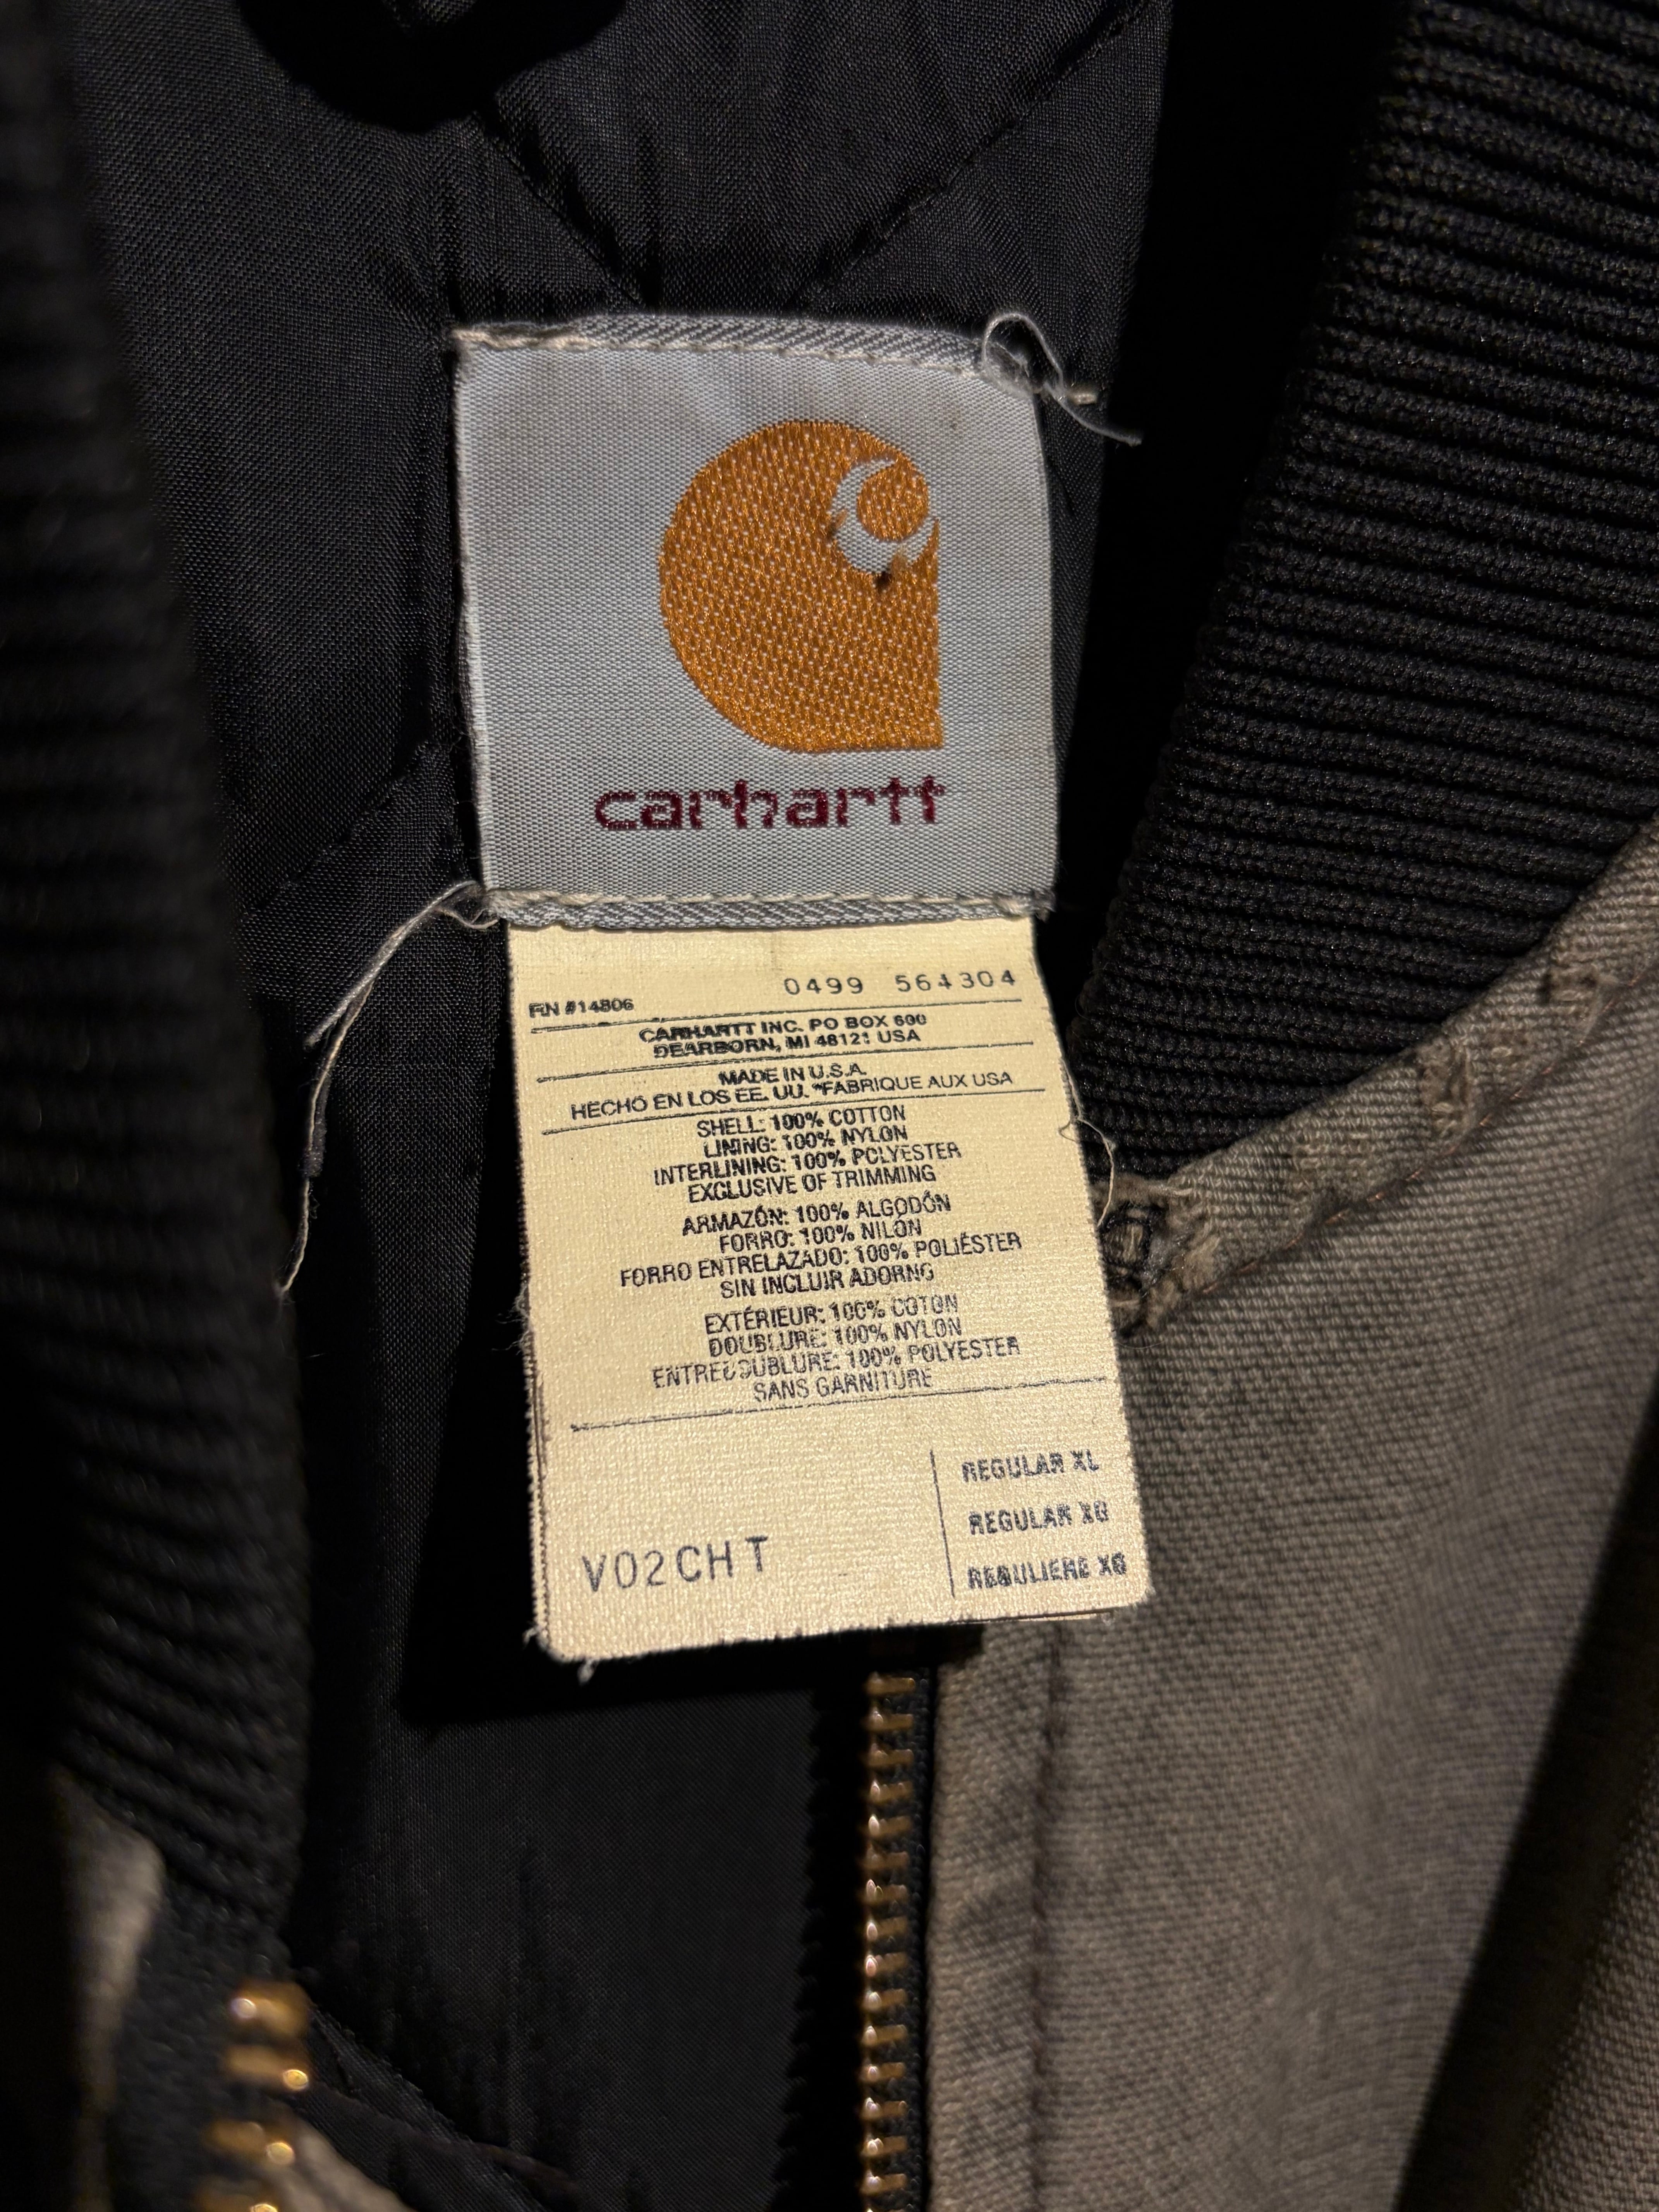 carhartt
0499 564304
RN #14806
CARHARTT INC. PO BOX 600
DEARBORN, MI 48121 USA
MADE IN U.S.A.
HECHO EN LOS EE. UU. *FABRIQUE AUX USA
SHELL: 100% COTTON
LINING: 100% NYLON
INTERLINING: 100% POLYESTER
EXCLUSIVE OF TRIMMING
ARMAZÓN: 100% ALGODÓN
FORRO: 100% NILÓN
FORRO ENTRELAZADO: 100% POLIÉSTER
SIN INCLUIR ADORNO
EXTÉRIEUR: 100% COTON
DOUBLURE: 100% NYLON
ENTREDOUBLURE: 100% POLYESTER
SANS GARNITURE
REGULAR XL
REGULAR XG
REGULIERE XG
V02CHT